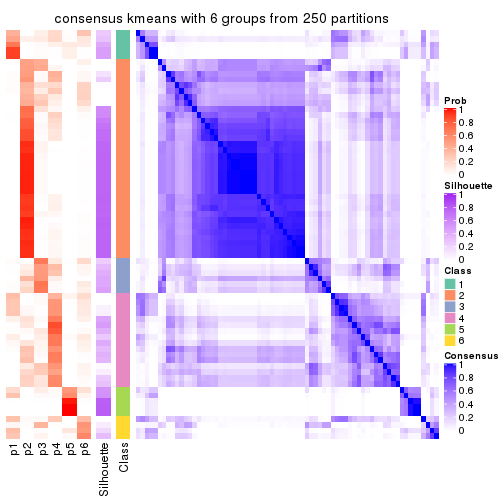 consensus kmeans with 6 groups from 250 partitions
Prob
1
0.8
0.6
0.4
0.2
0
Silhouette
1
0.8
0.6
0.4
0.2
0
Class
1
2
3
4
5
6
Consensus
1
0.8
0.6
0.4
0.2
0
p1
p2
p3
p4
p5
p6
Silhouette
Class